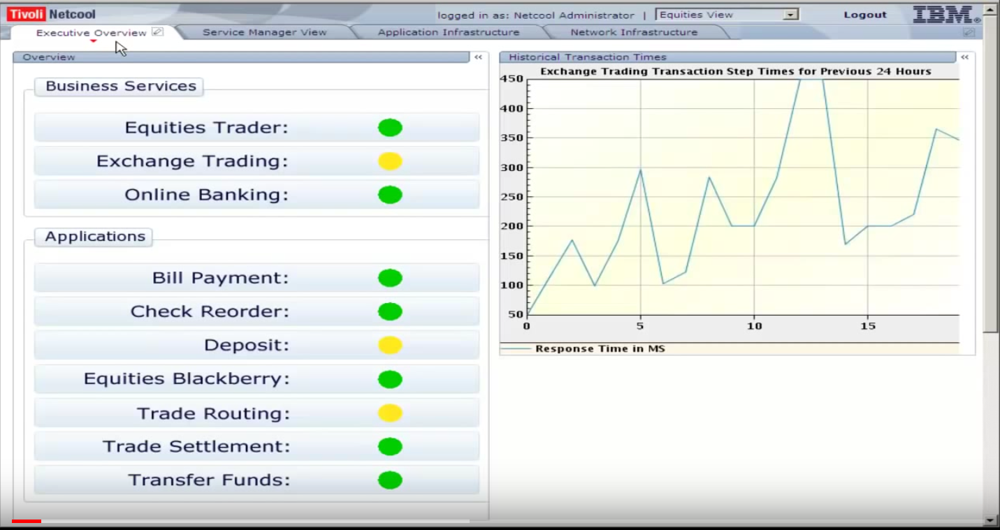 Tivoli Netcool
logged in as: Netcool Administrator | Equities View Logout IBM®
Executive Overview Service Manager View Application Infrastructure Network Infrastructure
Overview «
Business Services
Equities Trader:
Exchange Trading:
Online Banking:
Applications
Bill Payment:
Check Reorder:
Deposit:
Equities Blackberry:
Trade Routing:
Trade Settlement:
Transfer Funds:
Historical Transaction Times «
Exchange Trading Transaction Step Times for Previous 24 Hours
450
400
350
300
250
200
150
100
50
0 5 10 15
Response Time in MS